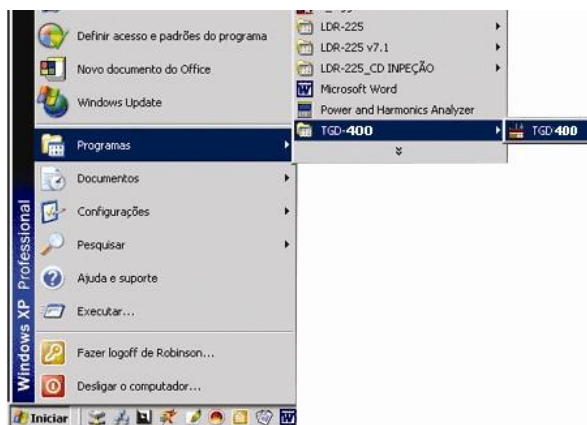 Definir acesso e padrões do programa
Novo documento do Office
Windows Update
Programas
Documentos
Configurações
Pesquisar
Ajuda e suporte
Executar...
Fazer logoff de Robinson...
Desligar o computador...
Windows XP Professional
Iniciar
LDR-225
LDR-225 v7.1
LDR-225_CD INPEÇÃO
Microsoft Word
Power and Harmonics Analyzer
TGD-400
TGD 400